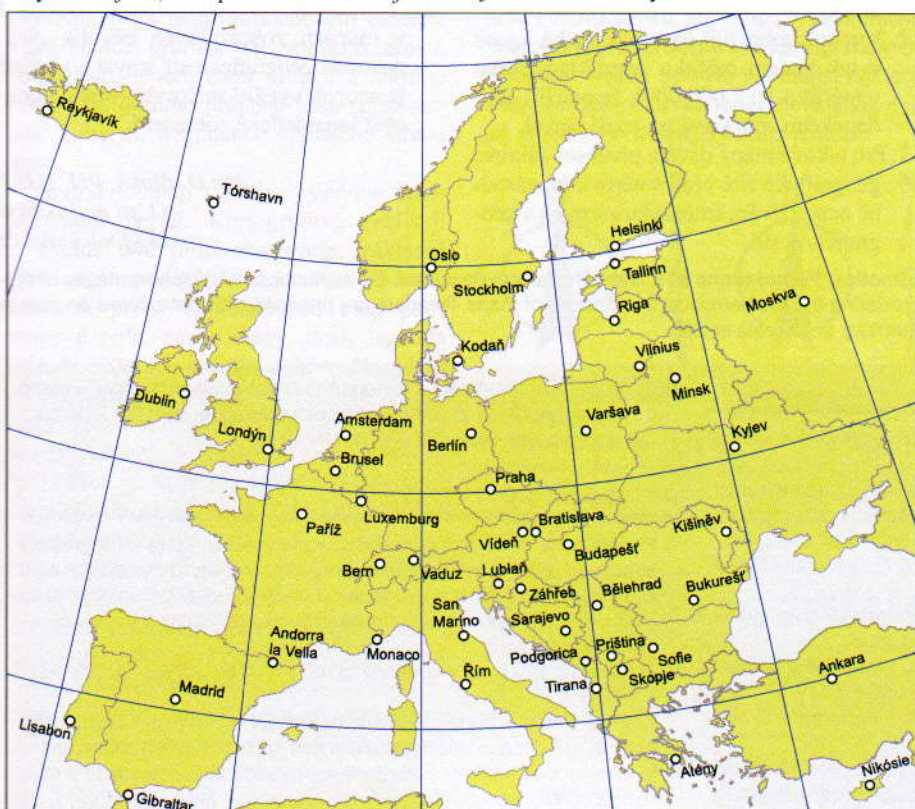 Reykjavík
Tórshavn
Helsinki
Oslo
Tallinn
Stockholm
Moskva
Riga
Kodaň
Vilnius
Minsk
Dublin
Amsterdam
Varšava
Londýn
Berlín
Kyjev
Brusel
Praha
Luxemburg
Paříž
Bratislava
Kišiněv
Vídeň
Budapešť
Bern
Vaduz
Lublaň
Záhřeb
Bělehrad
Bukurešť
San
Marino
Sarajevo
Andorra
la Vella
Monaco
Priština
Podgorica
Sofie
Skopje
Řím
Tirana
Ankara
Madrid
Lisabon
Atény
Nikósie
Gibraltar